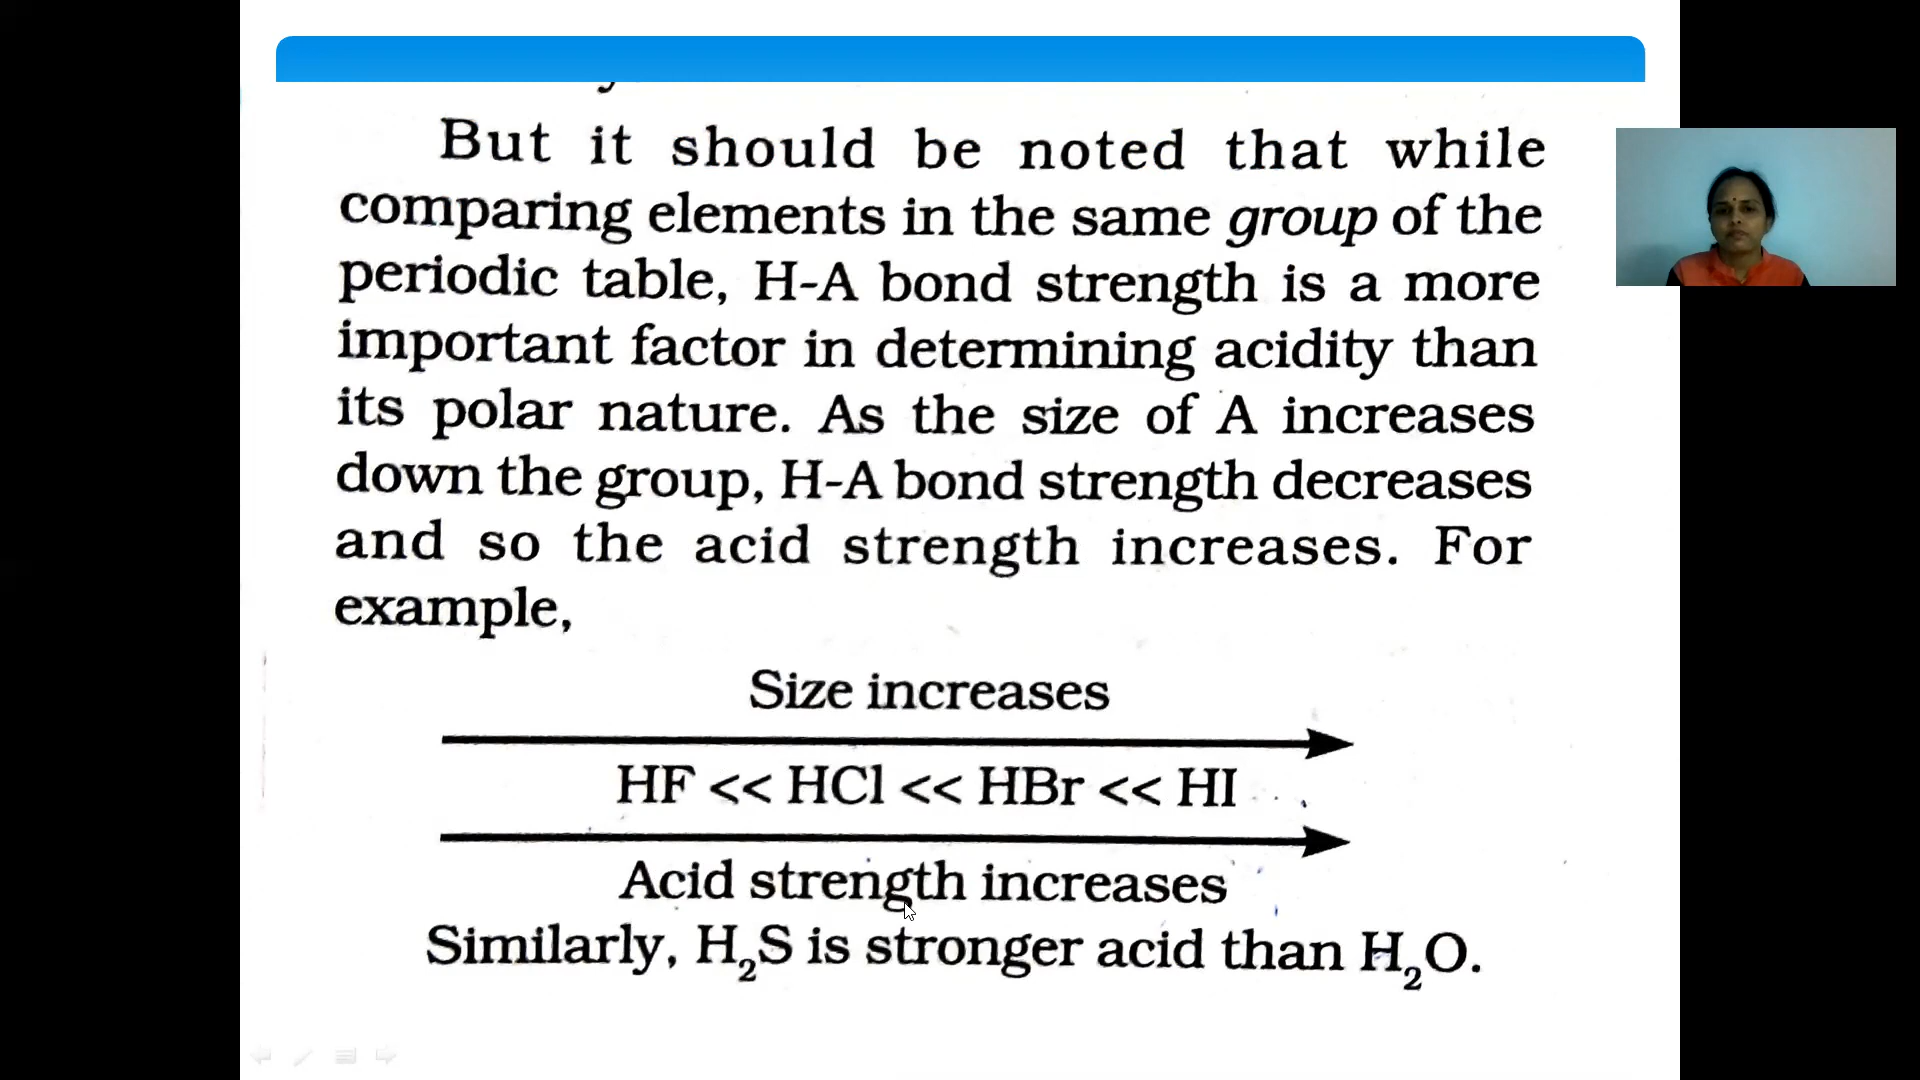 But it should be noted that while
comparing elements in the same group of the
periodic table, H-A bond strength is a more
important factor in determining acidity than
its polar nature. As the size of A increases
down the group, H-A bond strength decreases
and so the acid strength increases. For
example,
Size increases
HF << HCl << HBr << HI
Acid strength increases
Similarly, H₂S is stronger acid than H₂O.